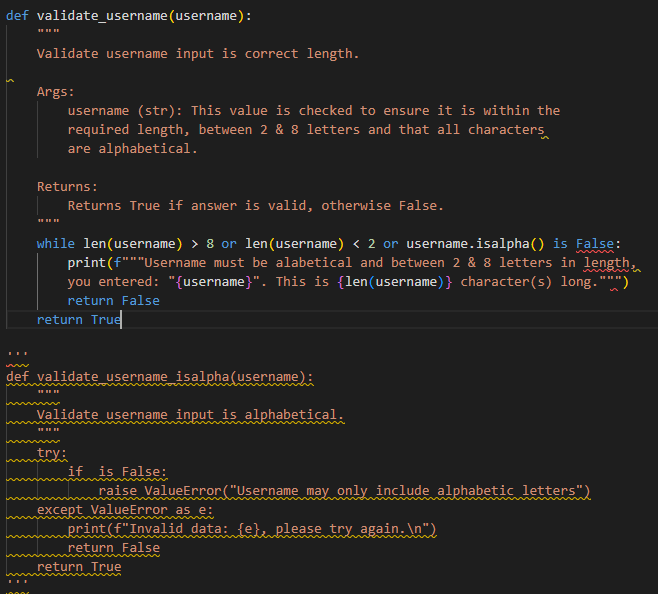 def validate_username(username):
    """
    Validate username input is correct length.

    Args:
        username (str): This value is checked to ensure it is within the
        required length, between 2 & 8 letters and that all characters
        are alphabetical.

    Returns:
        Returns True if answer is valid, otherwise False.
    """
    while len(username) > 8 or len(username) < 2 or username.isalpha() is False:
        print(f"""Username must be alabetical and between 2 & 8 letters in length,
        you entered: "{username}". This is {len(username)} character(s) long.""")
        return False
    return True

'''
def validate_username_isalpha(username):
    """
    Validate username input is alphabetical.
    """
    try:
        if  is False:
            raise ValueError("Username may only include alphabetic letters")
    except ValueError as e:
        print(f"Invalid data: {e}, please try again.\n")
        return False
    return True
'''